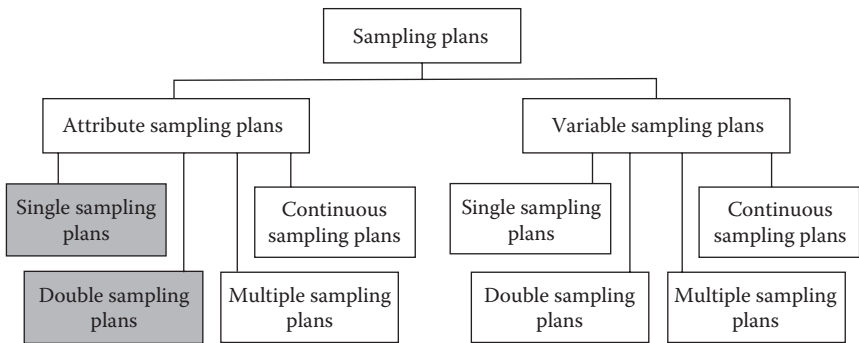 Sampling plans
Attribute sampling plans
Variable sampling plans
Single sampling
plans
Continuous
sampling plans
Single sampling
plans
Continuous
sampling plans
Double sampling
plans
Multiple sampling
plans
Double sampling
plans
Multiple sampling
plans